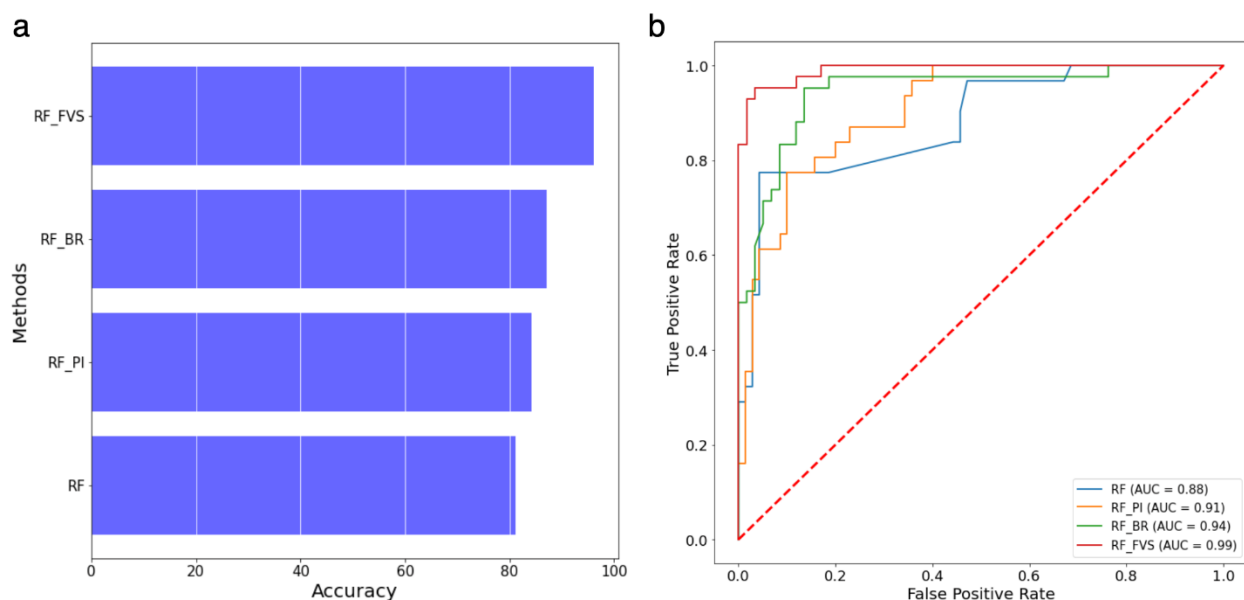 a
RF_FVS
RF_BR
RF_PI
RF
Methods
0 20 40 60 80 100
Accuracy
b
1.0
0.8
0.6
0.4
0.2
0.0
True Positive Rate
RF (AUC = 0.88)
RF_PI (AUC = 0.91)
RF_BR (AUC = 0.94)
RF_FVS (AUC = 0.99)
0.0 0.2 0.4 0.6 0.8 1.0
False Positive Rate